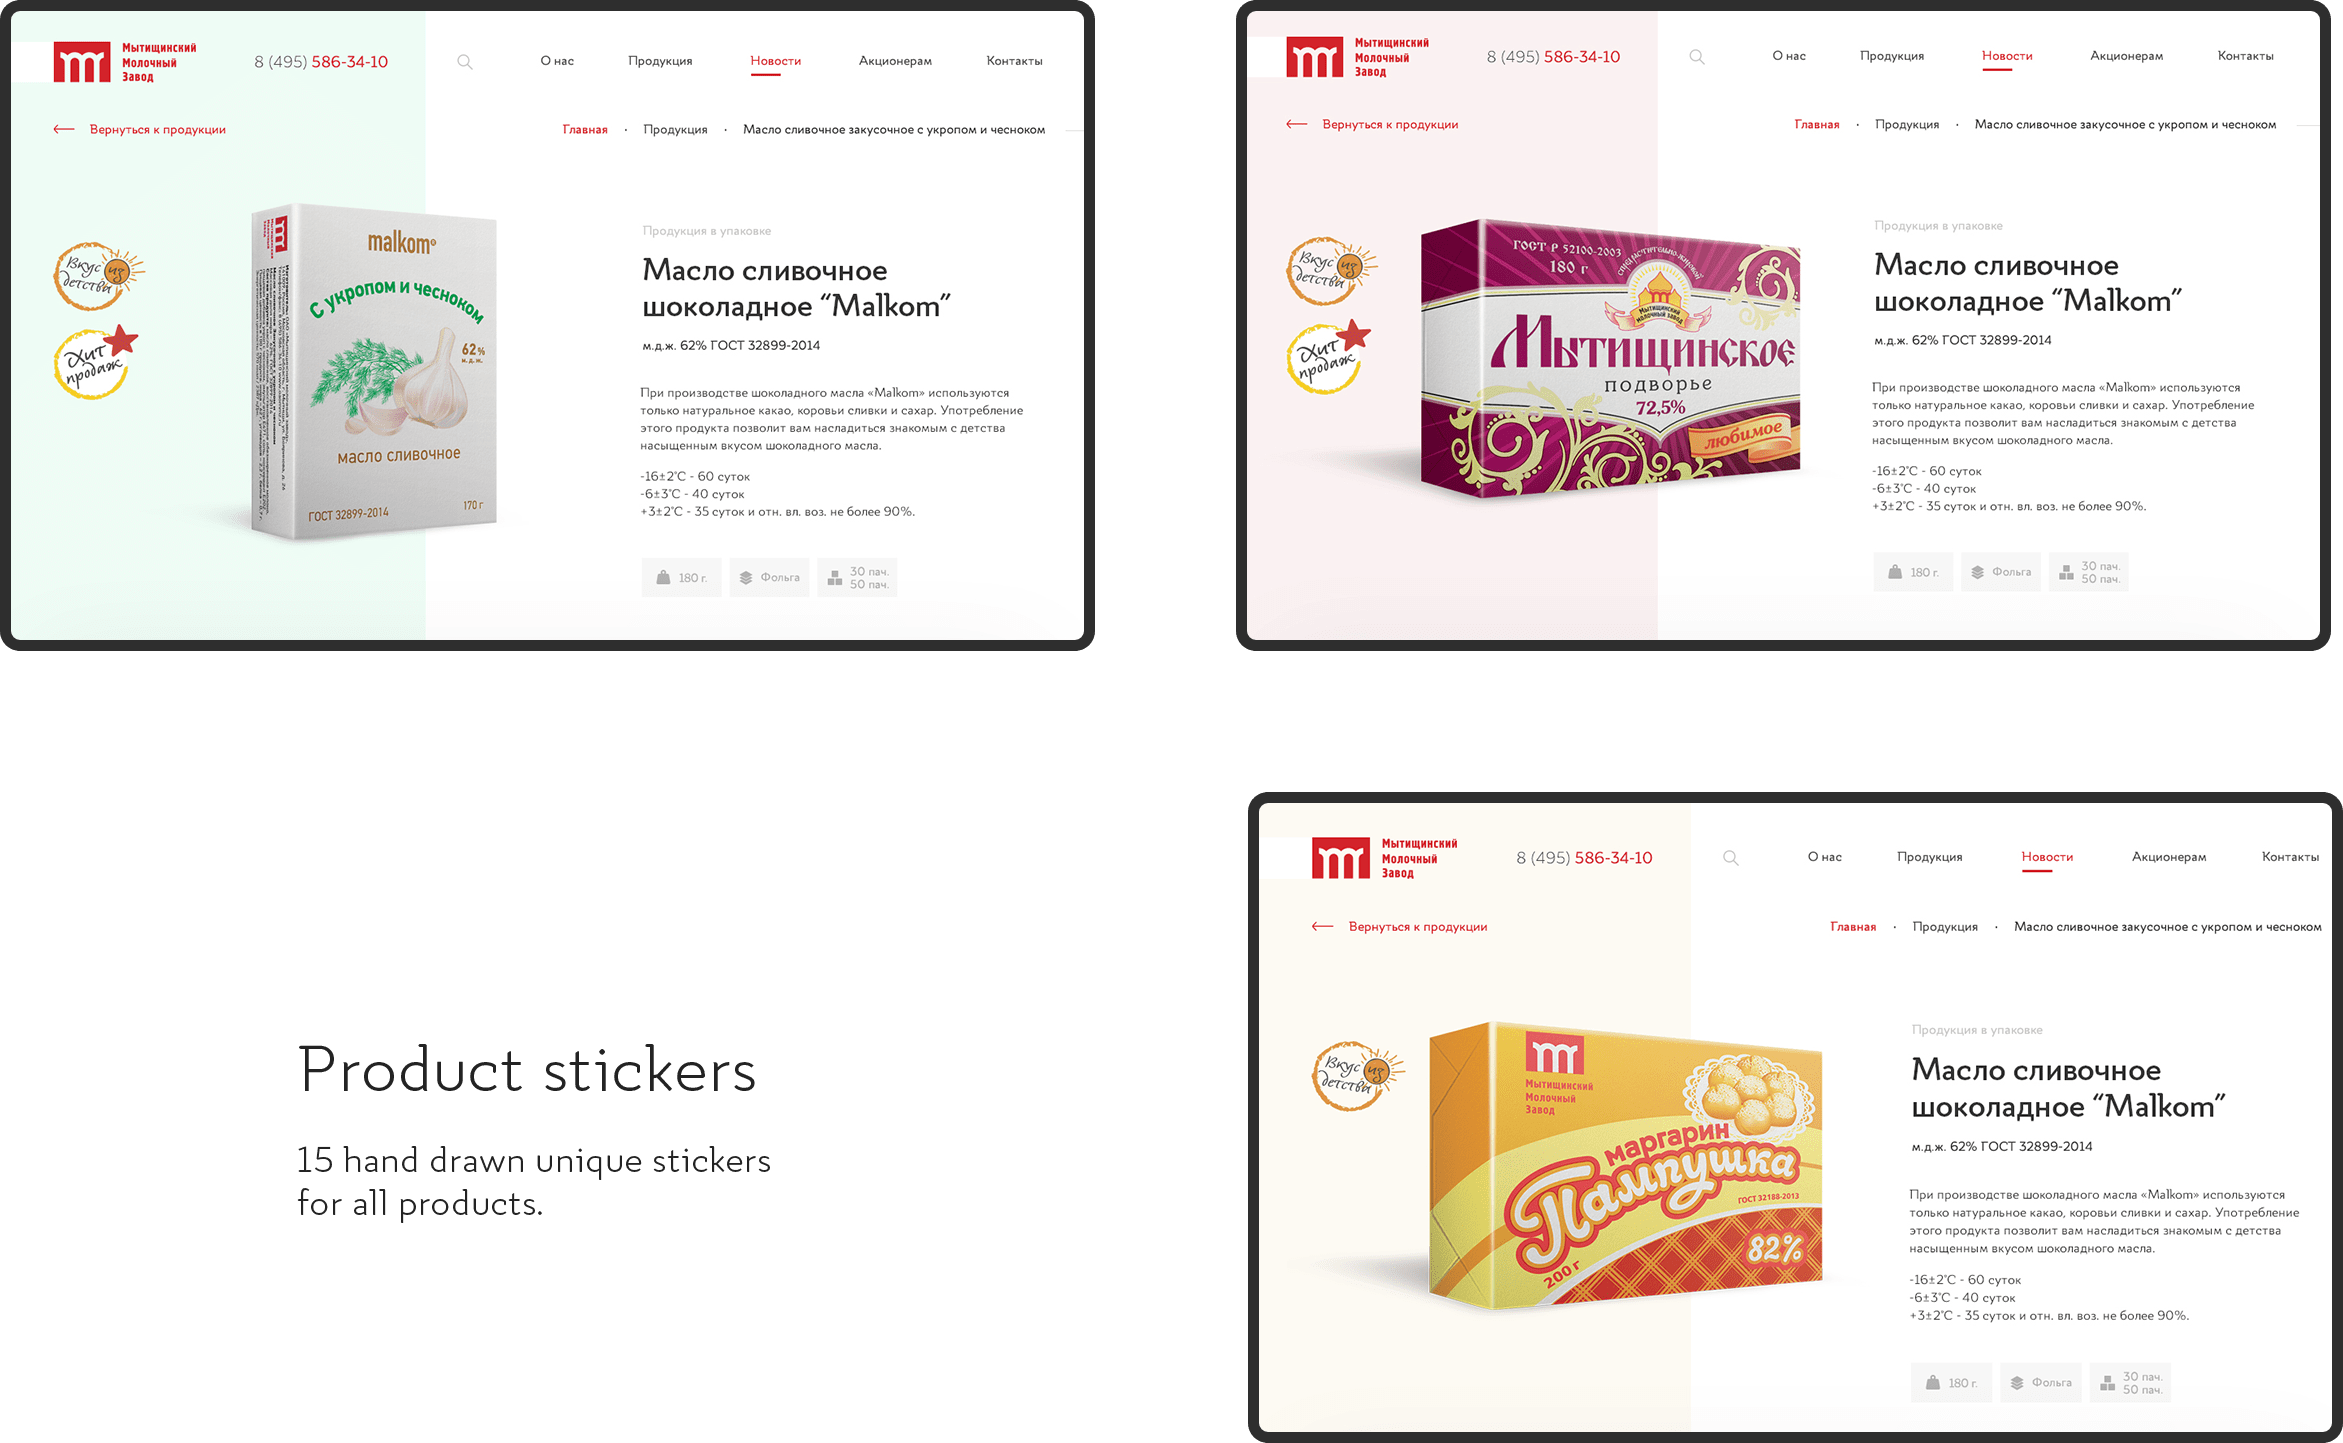 Мытищинский
Молочный
Завод
8 (495) 586-34-10
О нас
Продукция
Новости
Акционерам
Контакты
Вернуться к продукции
Главная · Продукция · Масло сливочное закусочное с укропом и чесноком
Вкус из
детства
Хит
продаж
malkom®
С укропом и чесноком
62%
м.д.ж.
масло сливочное
ГОСТ 32899-2014
170 г
Продукция в упаковке
Масло сливочное
шоколадное “Malkom”
м.д.ж. 62% ГОСТ 32899-2014
При производстве шоколадного масла «Malkom» используются
только натуральное какао, коровьи сливки и сахар. Употребление
этого продукта позволит вам насладиться знакомым с детства
насыщенным вкусом шоколадного масла.
-16±2°C - 60 суток
-6±3°C - 40 суток
+3±2°C - 35 суток и отн. вл. воз. не более 90%.
180 г.
Фольга
30 пач.
50 пач.
Мытищинский
Молочный
Завод
8 (495) 586-34-10
О нас
Продукция
Новости
Акционерам
Контакты
Вернуться к продукции
Главная · Продукция · Масло сливочное закусочное с укропом и чесноком
Вкус из
детства
Хит
продаж
ГОСТ Р 52100-2003
180 г
Мытищинский
молочный завод
Мытищинское
подворье
72,5%
любимое
Продукция в упаковке
Масло сливочное
шоколадное “Malkom”
м.д.ж. 62% ГОСТ 32899-2014
При производстве шоколадного масла «Malkom» используются
только натуральное какао, коровьи сливки и сахар. Употребление
этого продукта позволит вам насладиться знакомым с детства
насыщенным вкусом шоколадного масла.
-16±2°C - 60 суток
-6±3°C - 40 суток
+3±2°C - 35 суток и отн. вл. воз. не более 90%.
180 г.
Фольга
30 пач.
50 пач.
Product stickers
15 hand drawn unique stickers
for all products.
Мытищинский
Молочный
Завод
8 (495) 586-34-10
О нас
Продукция
Новости
Акционерам
Контакты
Вернуться к продукции
Главная · Продукция · Масло сливочное закусочное с укропом и чесноком
Вкус из
детства
Мытищинский
Молочный
Завод
маргарин
Пампушка
ГОСТ 32188-2013
82%
200 г
Продукция в упаковке
Масло сливочное
шоколадное “Malkom”
м.д.ж. 62% ГОСТ 32899-2014
При производстве шоколадного масла «Malkom» используются
только натуральное какао, коровьи сливки и сахар. Употребление
этого продукта позволит вам насладиться знакомым с детства
насыщенным вкусом шоколадного масла.
-16±2°C - 60 суток
-6±3°C - 40 суток
+3±2°C - 35 суток и отн. вл. воз. не более 90%.
180 г.
Фольга
30 пач.
50 пач.